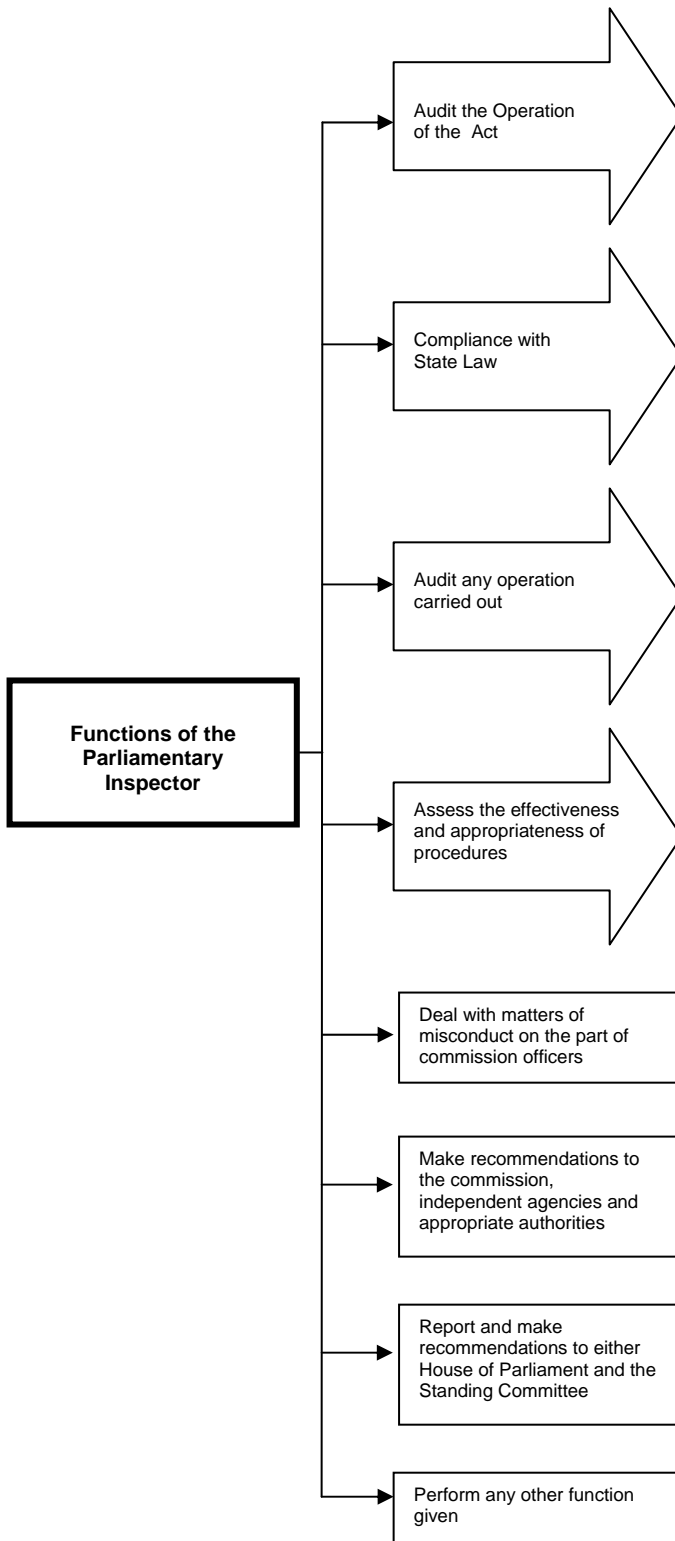 Audit the Operation
of the Act
Compliance with
State Law
Audit any operation
carried out
Functions of the
Parliamentary
Inspector
Assess the effectiveness
and appropriateness of
procedures
Deal with matters of
misconduct on the part of
commission officers
Make recommendations to
the commission,
independent agencies and
appropriate authorities
Report and make
recommendations to either
House of Parliament and the
Standing Committee
Perform any other function
given